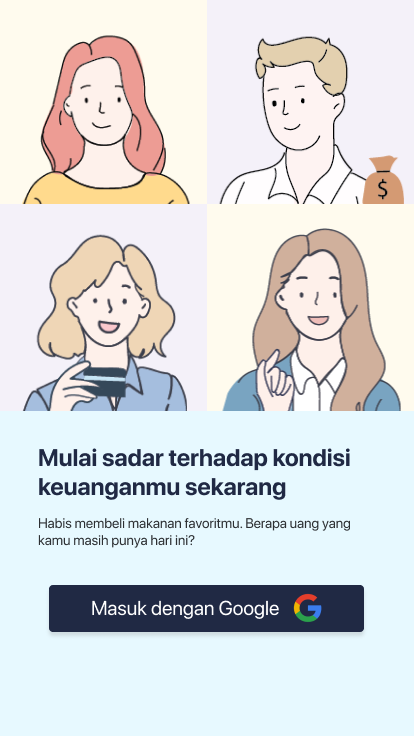 $
Mulai sadar terhadap kondisi
keuanganmu sekarang
Habis membeli makanan favoritmu. Berapa uang yang
kamu masih punya hari ini?
Masuk dengan Google